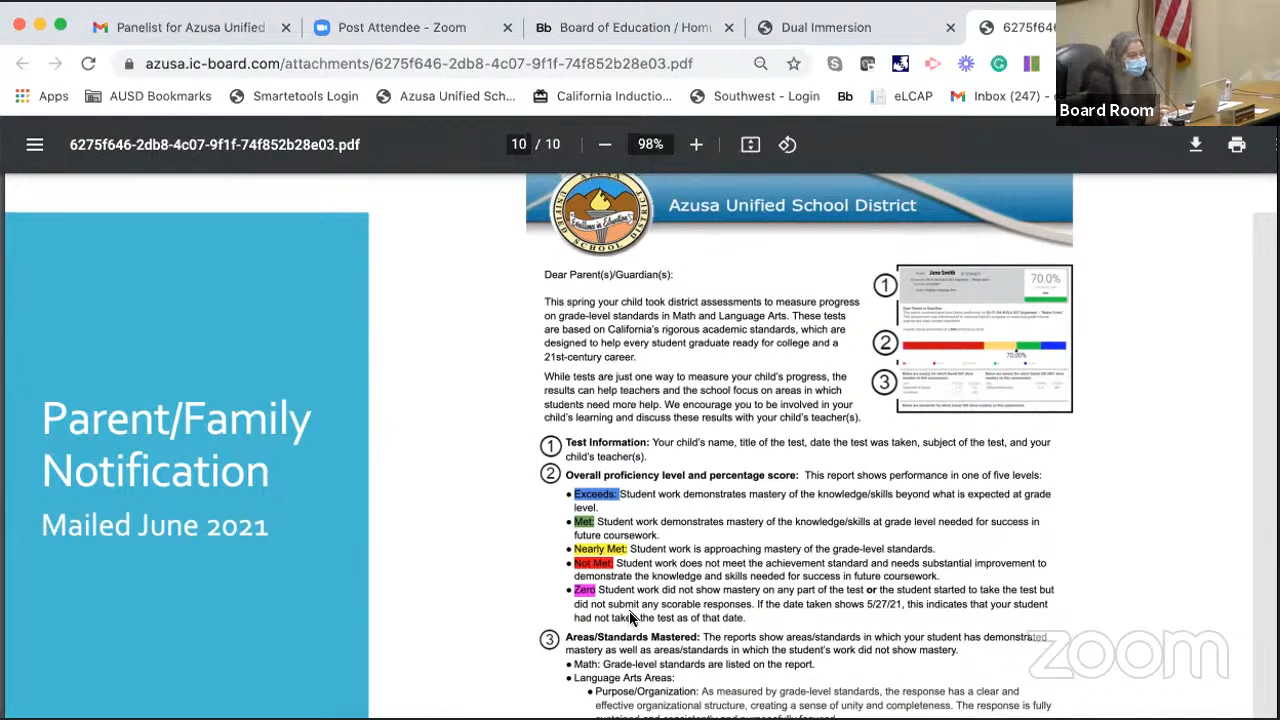 Panelist for Azusa Unified
Post Attendee - Zoom
Bb Board of Education / Hom
Dual Immersion
6275f646
azusa.ic-board.com/attachments/6275f646-2db8-4c07-9f1f-74f852b28e03.pdf
Apps
AUSD Bookmarks
Smartetools Login
Azusa Unified Sch...
California Inductio...
Southwest - Login
Bb
eLCAP
Inbox (247)
Board Room
6275f646-2db8-4c07-9f1f-74f852b28e03.pdf
10 / 10
98%
Azusa Unified School District
UNIFIED
SCHOOL DISTRICT
Excellence in Education
Parent/Family
Notification
Mailed June 2021
Dear Parent(s)/Guardian(s):
This spring your child took district assessments to measure progress
in grade-level standards in Math and Language Arts. These tests
are based on California's rigorous academic standards, which are
designed to help every student graduate ready for college and a
21st-century career.
While tests are just one way to measure your child's progress, the
results can help teachers and the school focus on areas in which
students need more help. We encourage you to be involved in your
child's learning and discuss these results with your child's teacher(s).
1
2
3
Jane Smith
70.0%
70.00%
1 Test Information: Your child's name, title of the test, date the test was taken, subject of the test, and your
child's teacher(s).
2 Overall proficiency level and percentage score: This report shows performance in one of five levels:
• Exceeds: Student work demonstrates mastery of the knowledge/skills beyond what is expected at grade
level.
• Met: Student work demonstrates mastery of the knowledge/skills at grade level needed for success in
future coursework.
• Nearly Met: Student work is approaching mastery of the grade-level standards.
• Not Met: Student work does not meet the achievement standard and needs substantial improvement to
demonstrate the knowledge and skills needed for success in future coursework.
• Zero Student work did not show mastery on any part of the test or the student started to take the test but
did not submit any scorable responses. If the date taken shows 5/27/21, this indicates that your student
had not taken the test as of that date.
3 Areas/Standards Mastered: The reports show areas/standards in which your student has demonstrated
mastery as well as areas/standards in which the student's work did not show mastery.
• Math: Grade-level standards are listed on the report.
• Language Arts Areas:
• Purpose/Organization: As measured by grade-level standards, the response has a clear and
effective organizational structure, creating a sense of unity and completeness. The response is fully
zoom